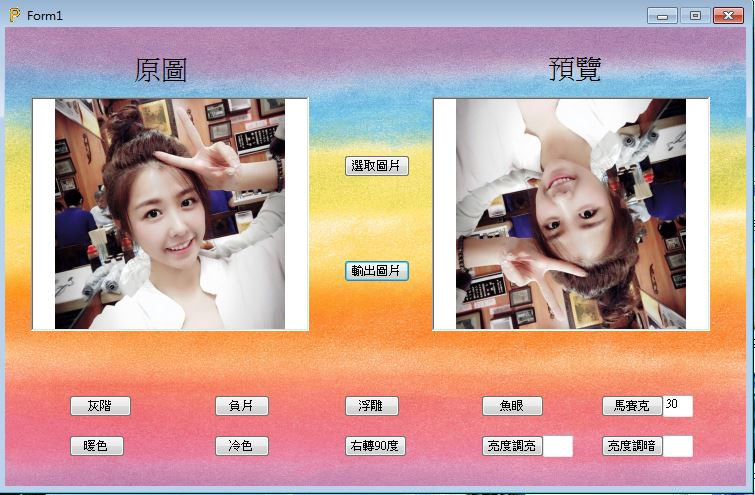 Form1
原圖
預覽
選取圖片
輸出圖片
灰階
負片
浮雕
魚眼
馬賽克
30
暖色
冷色
右轉90度
亮度調亮
亮度調暗